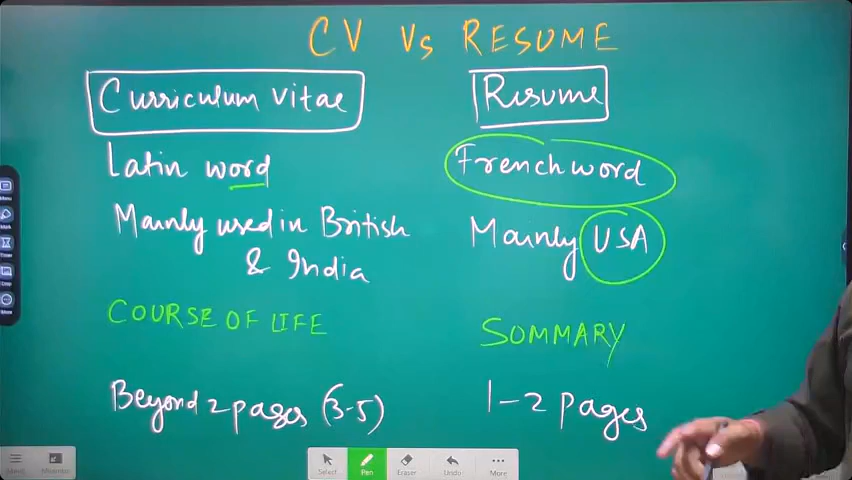 CV Vs RESUME
Curriculum vitae
Resume
Latin word
French word
Mainly used in British
& India
Mainly USA
COURSE OF LIFE
SOMMARY
Beyond 2 pages (3-5)
1-2 pages
Select
Pen
Eraser
Undo
More